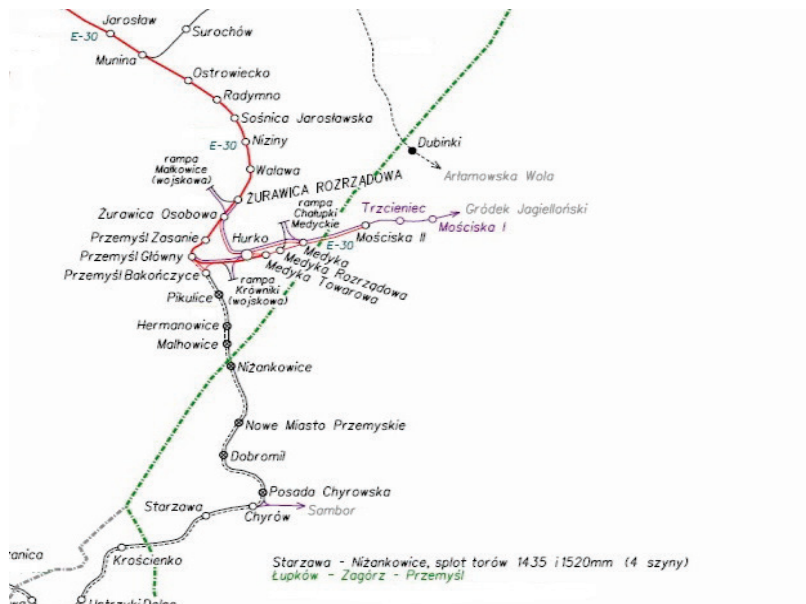 Jarosław
E-30
Surochów
Munina
Ostrowiecko
Radymno
Sośnica Jarosławska
Niziny
E-30
Dubinki
rampa
Małkowice
(wojskowa)
Waława
Arłamowska Wola
ŻURAWICA ROZRZĄDOWA
rampa
Chałupki
Medyckie
Trzcieniec
Gródek Jagielloński
Żurawica Osobowa
Mościska I
Hurko
Mościska II
Przemyśl Zasanie
E-30
Medyka
Przemyśl Główny
Medyka Rozrządowa
Medyka Towarowa
Przemyśl Bakończyce
rampa
Krówniki
(wojskowa)
Pikulice
Hermanowice
Malhowice
Niżankowice
Nowe Miasto Przemyskie
Dobromil
Posada Chyrowska
Starzawa
Chyrów
Sambor
Krościenko
Starzawa - Niżankowice, splot torów 1435 i 1520mm (4 szyny)
Łupków - Zagórz - Przemyśl